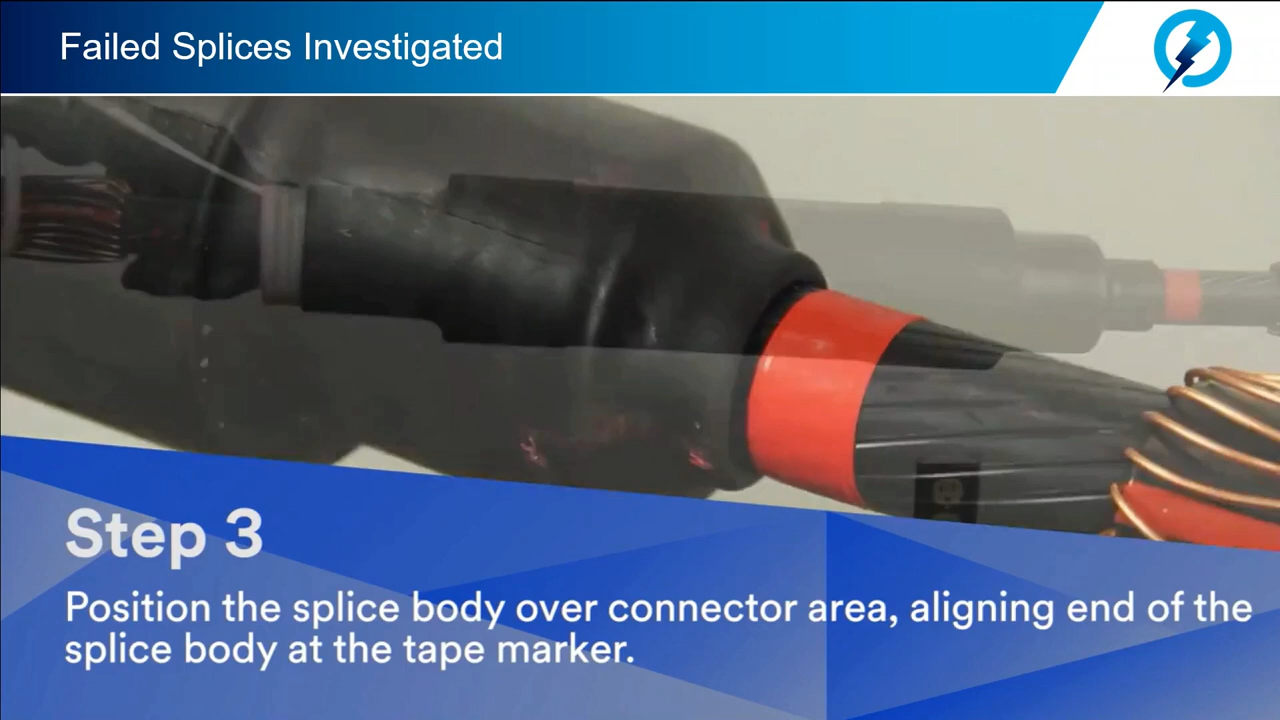 Failed Splices Investigated
Step 3
Position the splice body over connector area, aligning end of the
splice body at the tape marker.